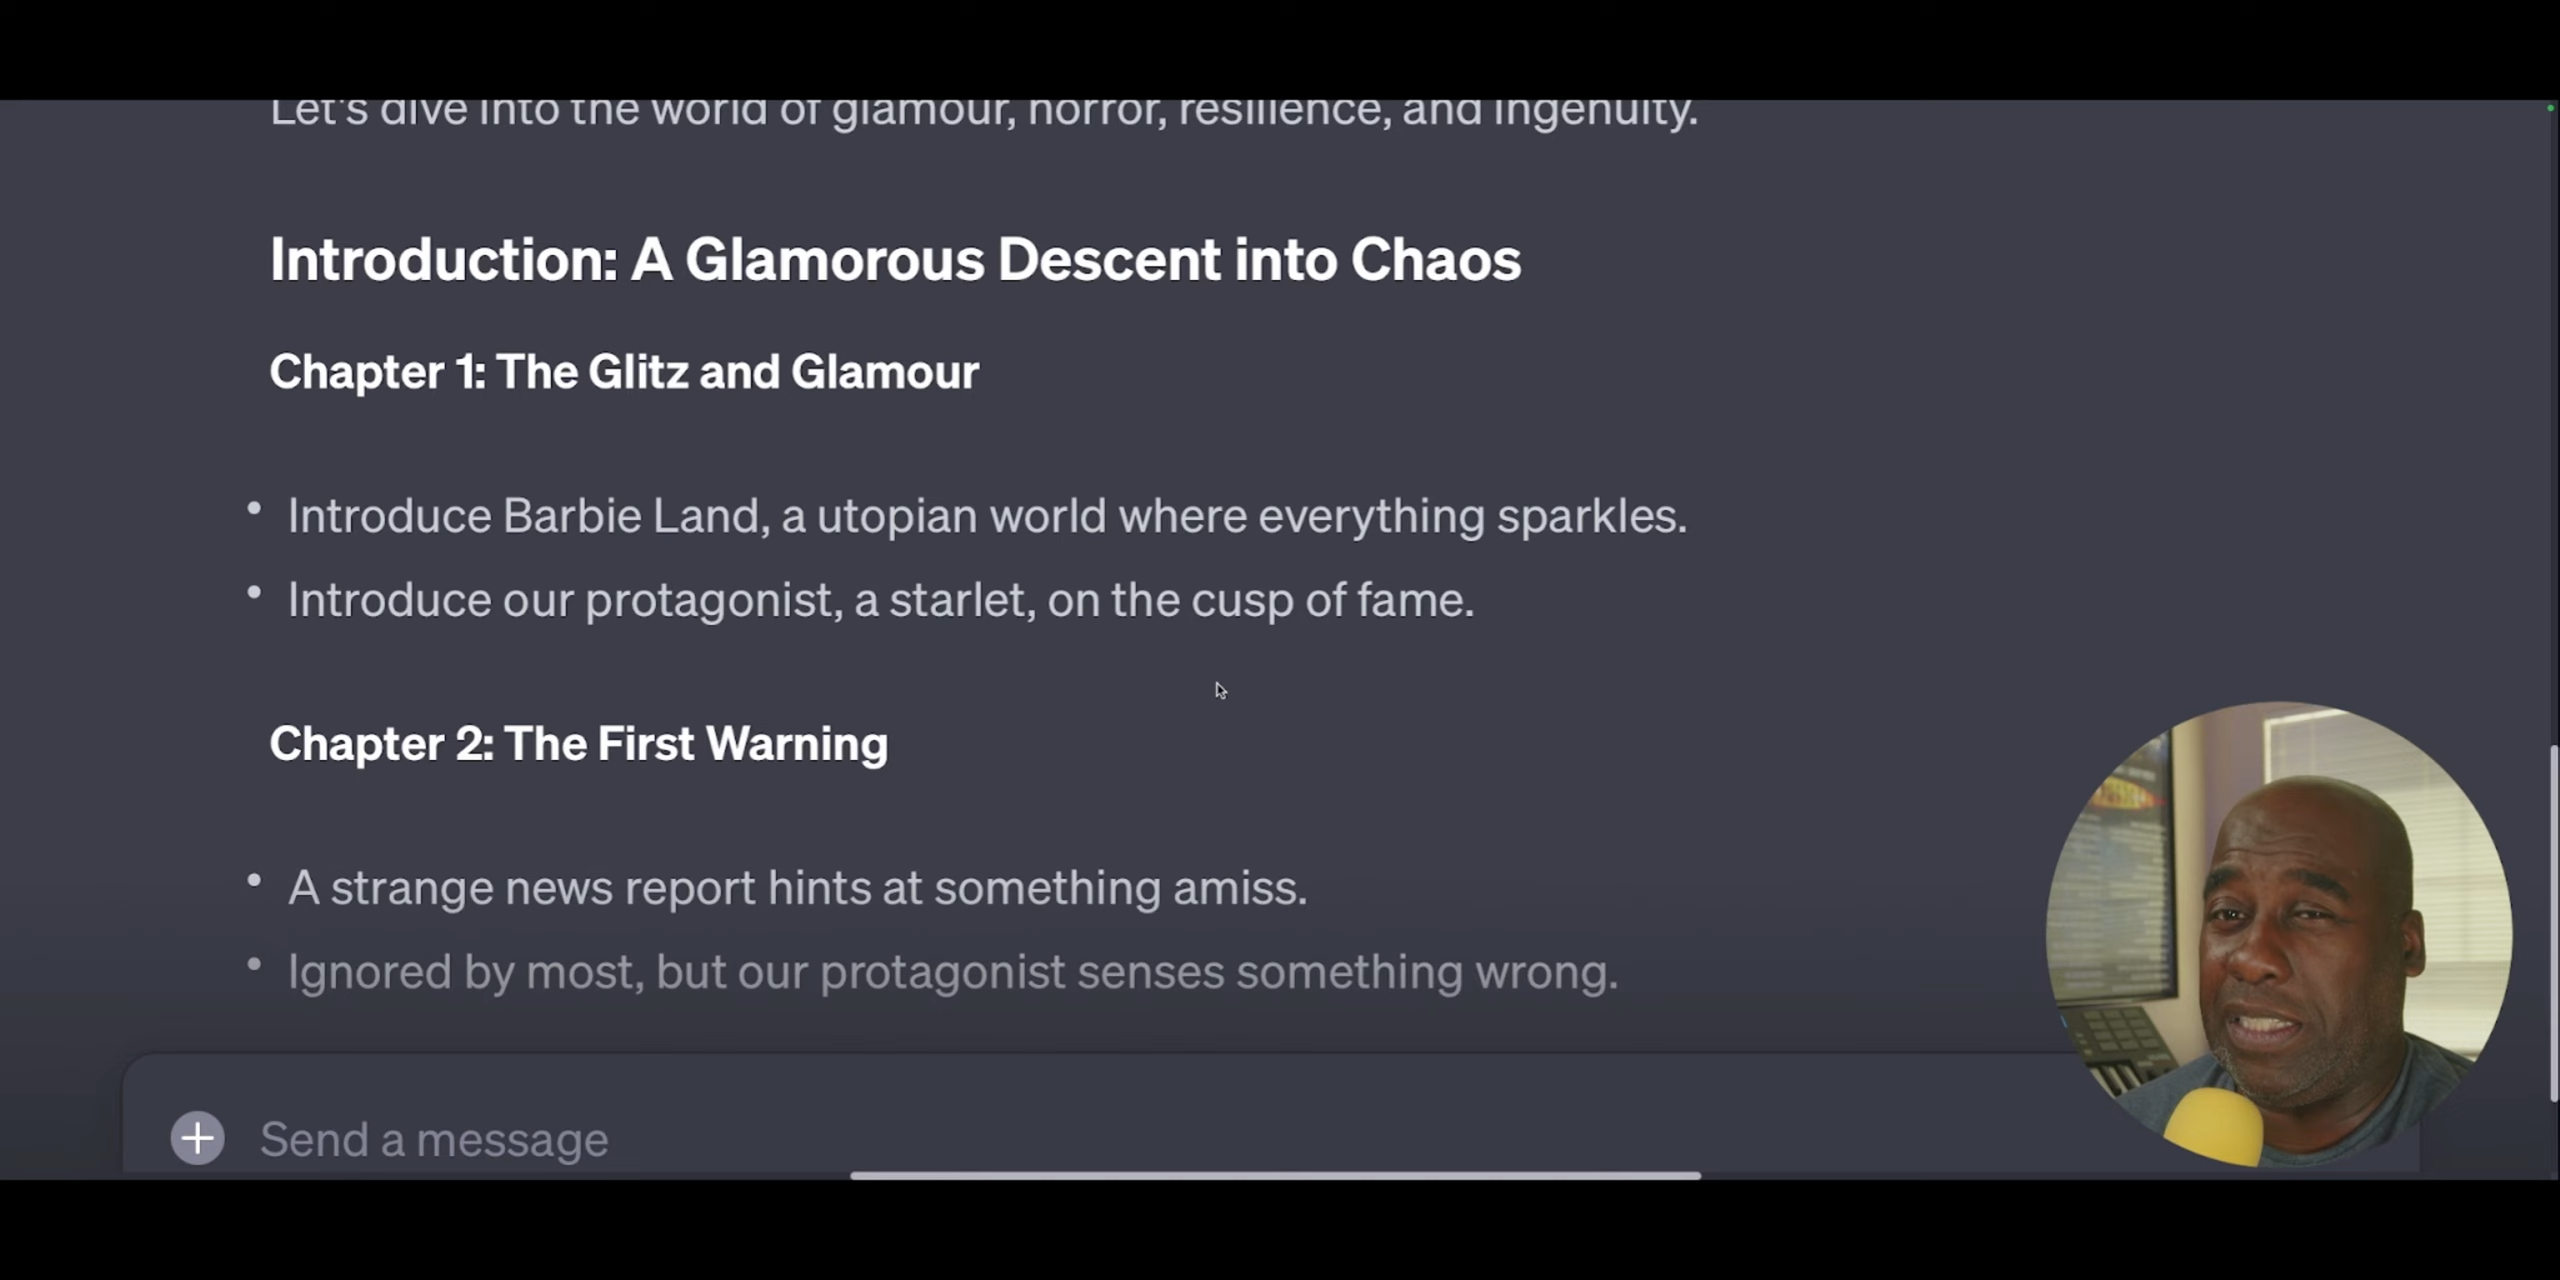 Let's dive into the world of glamour, horror, resilience, and ingenuity.
Introduction: A Glamorous Descent into Chaos
Chapter 1: The Glitz and Glamour
• Introduce Barbie Land, a utopian world where everything sparkles.
• Introduce our protagonist, a starlet, on the cusp of fame.
Chapter 2: The First Warning
• A strange news report hints at something amiss.
• Ignored by most, but our protagonist senses something wrong.
Send a message